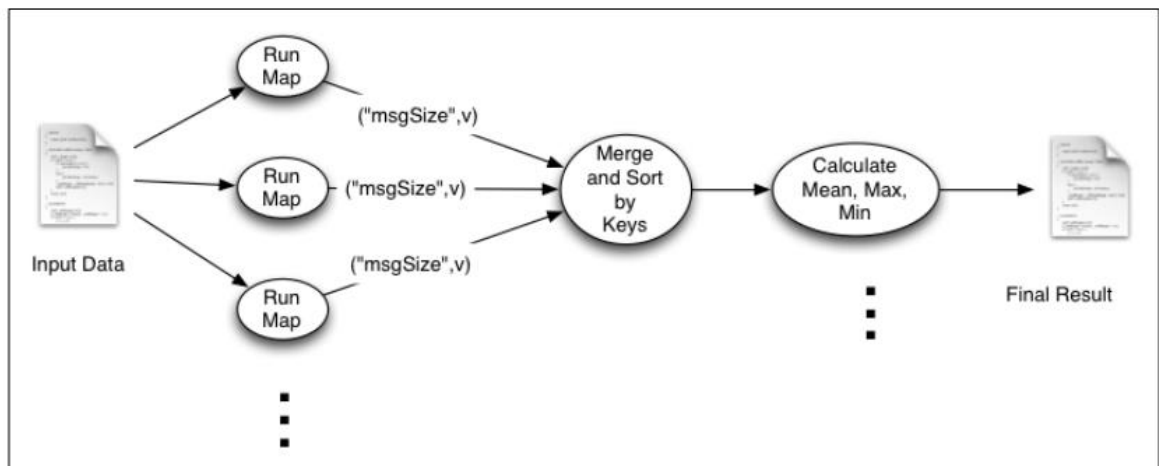 Input Data
Run
Map
("msgSize",v)
Run
Map
("msgSize",v)
Run
Map
("msgSize",v)
Merge
and Sort
by
Keys
Calculate
Mean, Max,
Min
Final Result